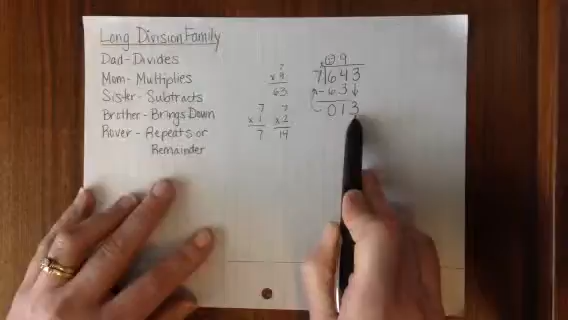 Long Division Family
Dad- Divides
Mom- Multiplies
Sister- Subtracts
Brother- Brings Down
Rover- Repeats or
Remainder
7
x 9
63
7
x 1
7
7
x 2
14
09
7 643
- 63
013